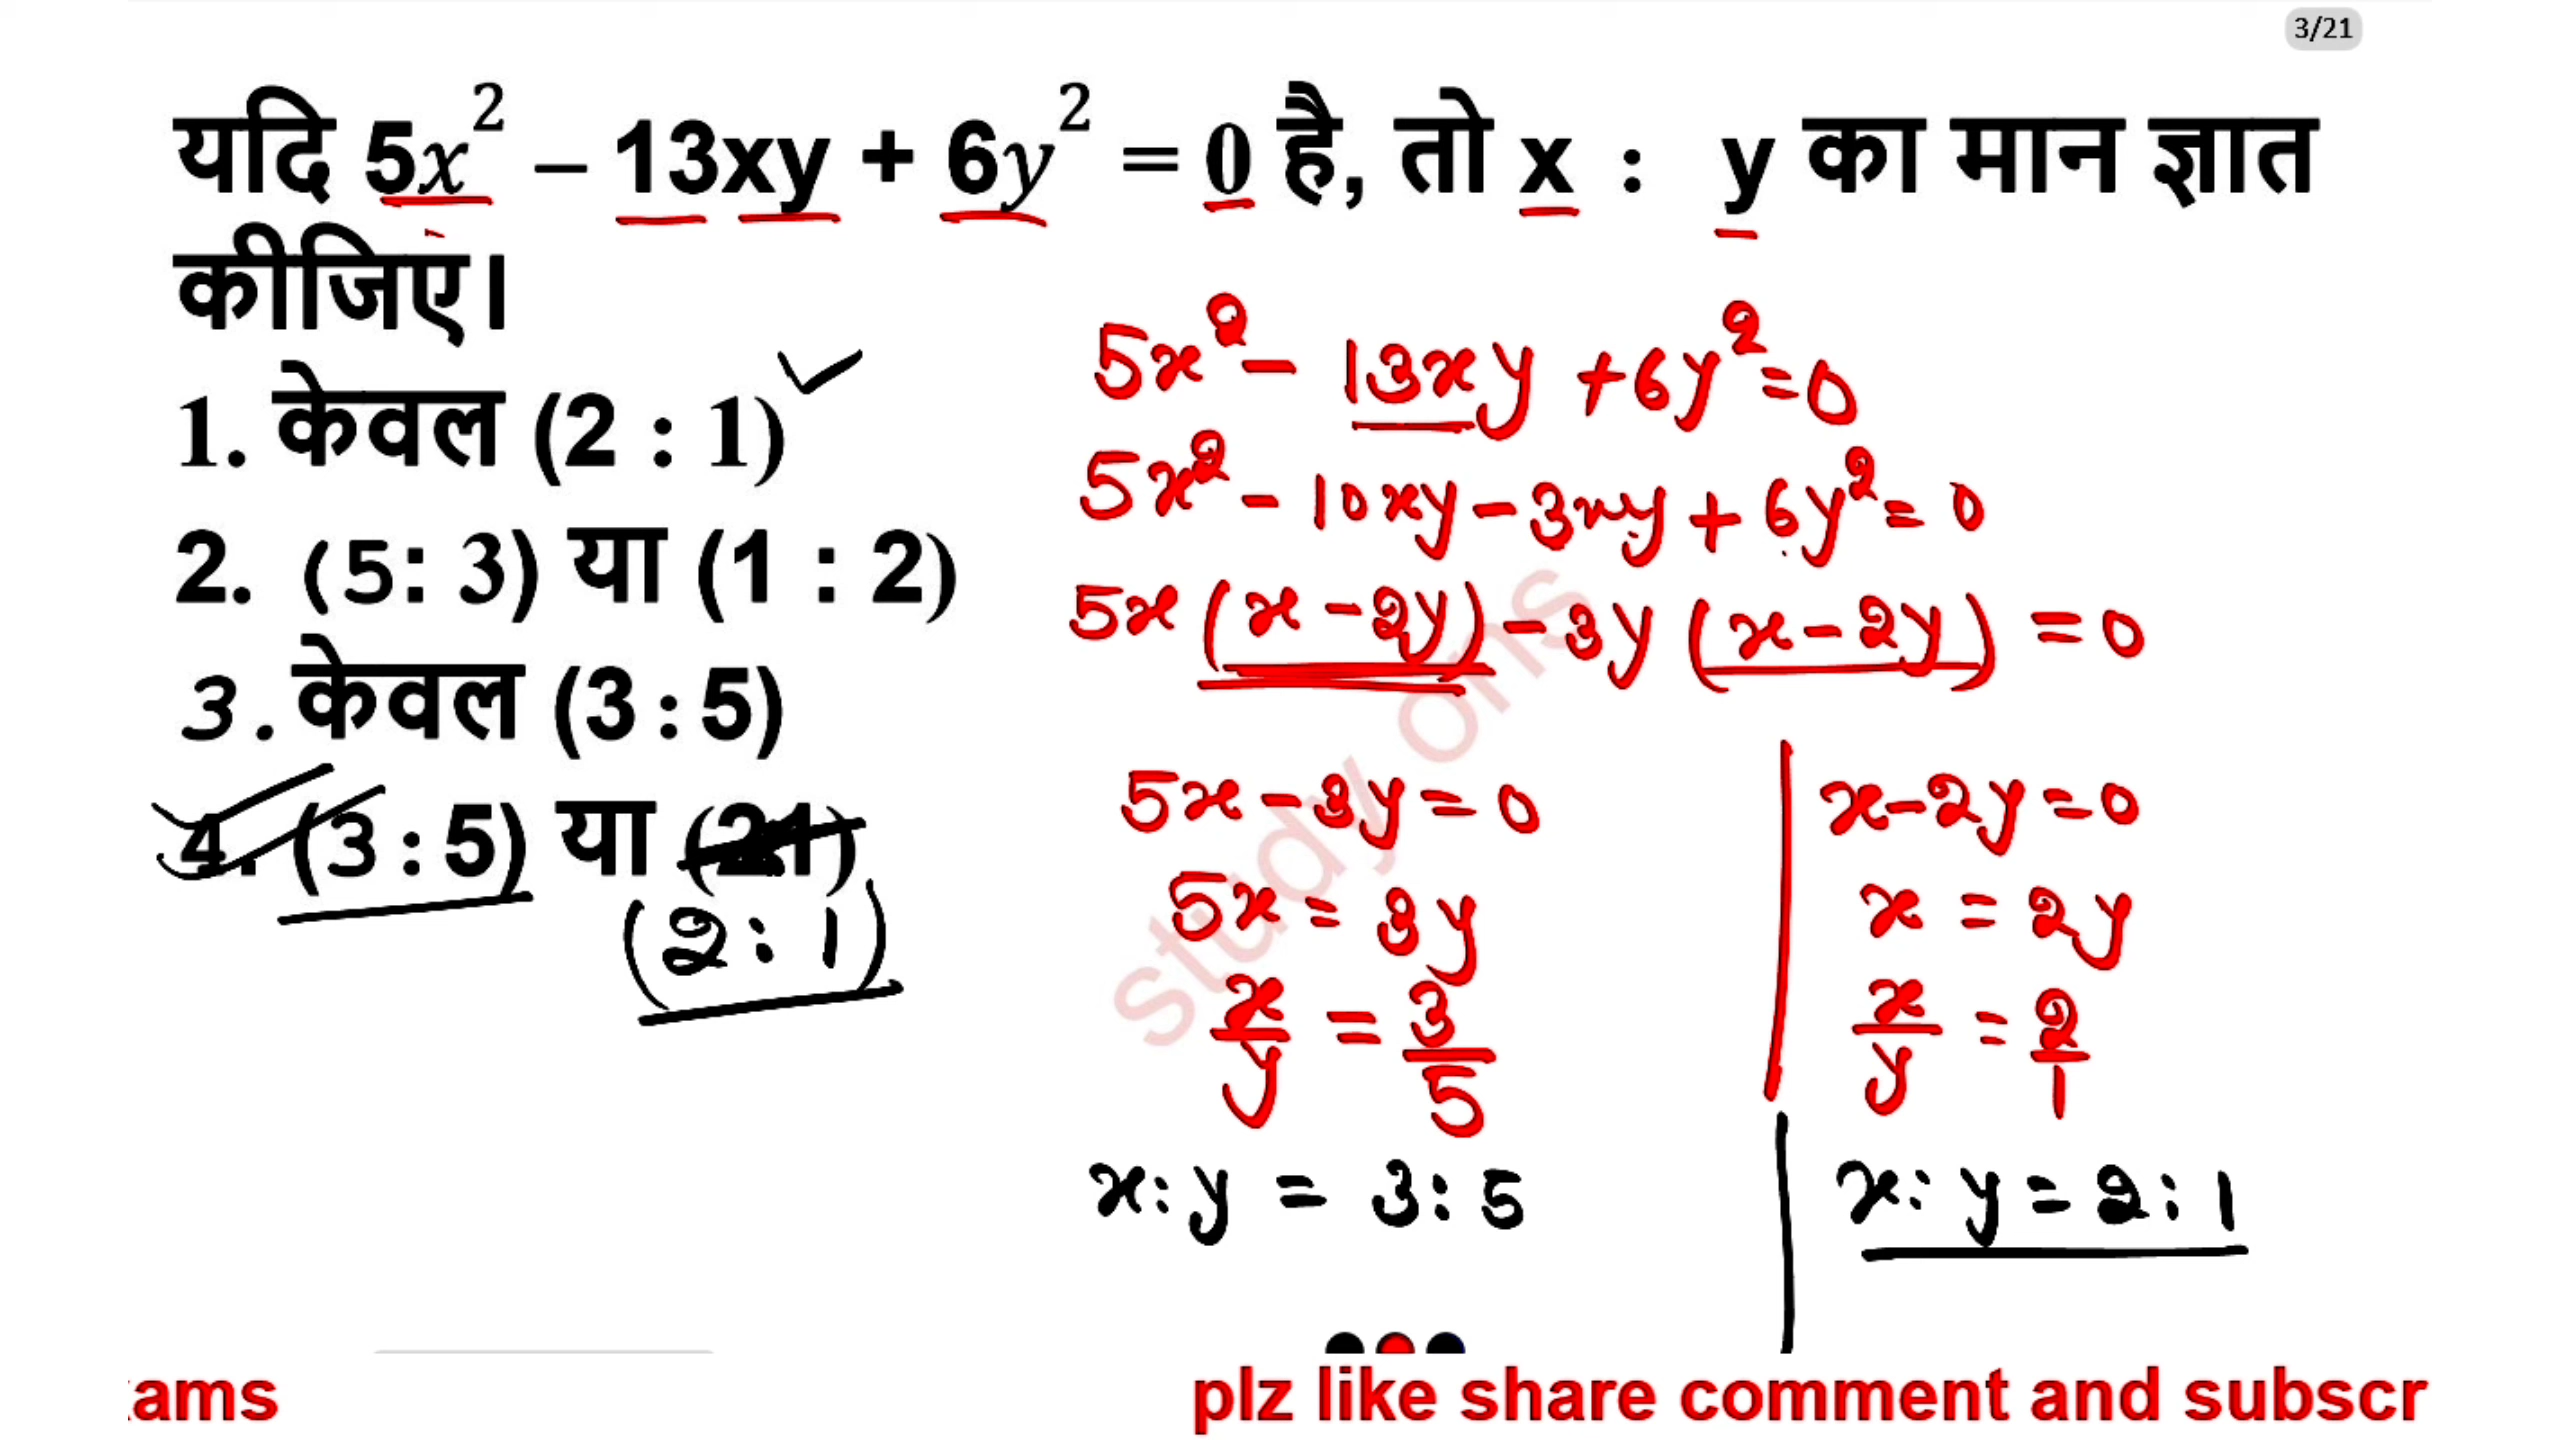 3/21
यदि 5x² – 13xy + 6y² = 0 है, तो x : y का मान ज्ञात
कीजिए।
1. केवल (2 : 1)
2. (5: 3) या (1 : 2)
3. केवल (3 : 5)
4. (3 : 5) या (21)
(2 : 1)
5x² - 13xy + 6y² = 0
5x² - 10xy - 3xy + 6y² = 0
5x (x - 2y) - 3y (x - 2y) = 0
5x - 3y = 0
5x = 3y
x/y = 3/5
x : y = 3 : 5
x - 2y = 0
x = 2y
x/y = 2/1
x : y = 2 : 1
study ons
ams
plz like share comment and subscr